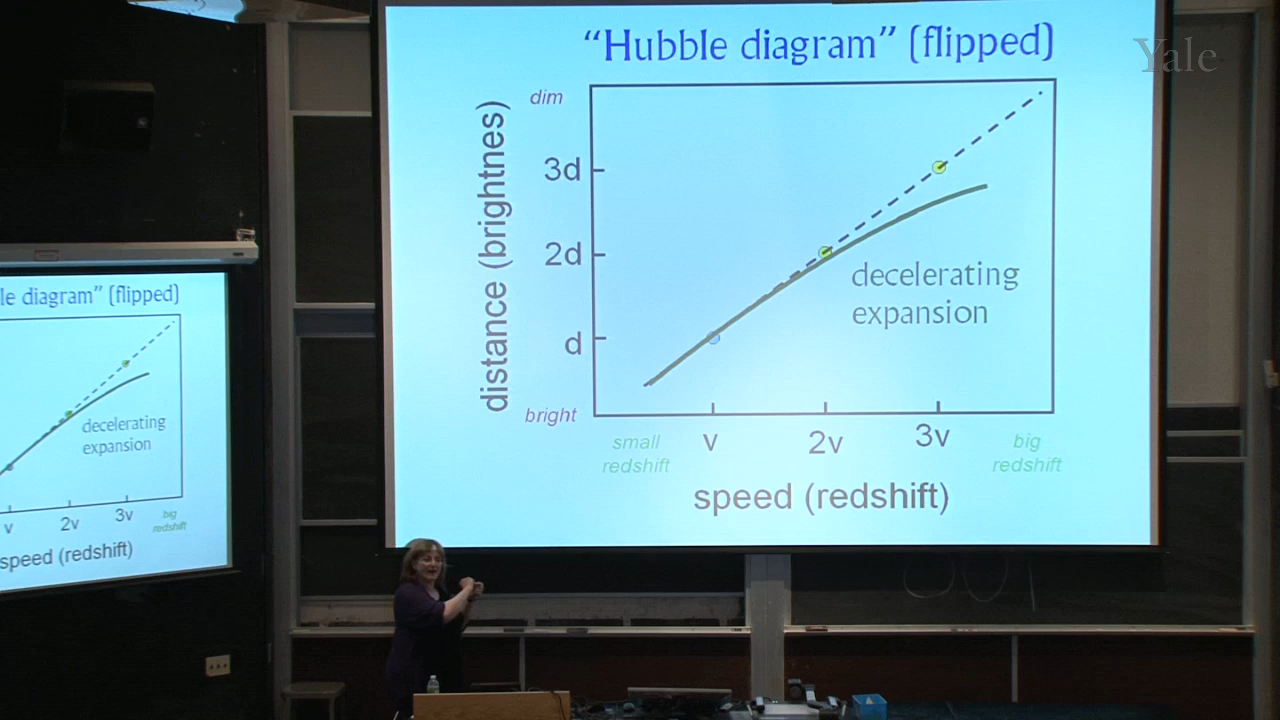 “Hubble diagram” (flipped)
Yale
dim
distance (brightnes)
3d
2d
d
bright
decelerating
expansion
small
redshift
v
2v
3v
big
redshift
speed (redshift)
le diagram” (flipped)
decelerating
expansion
v
2v
3v
big
redshift
speed (redshift)